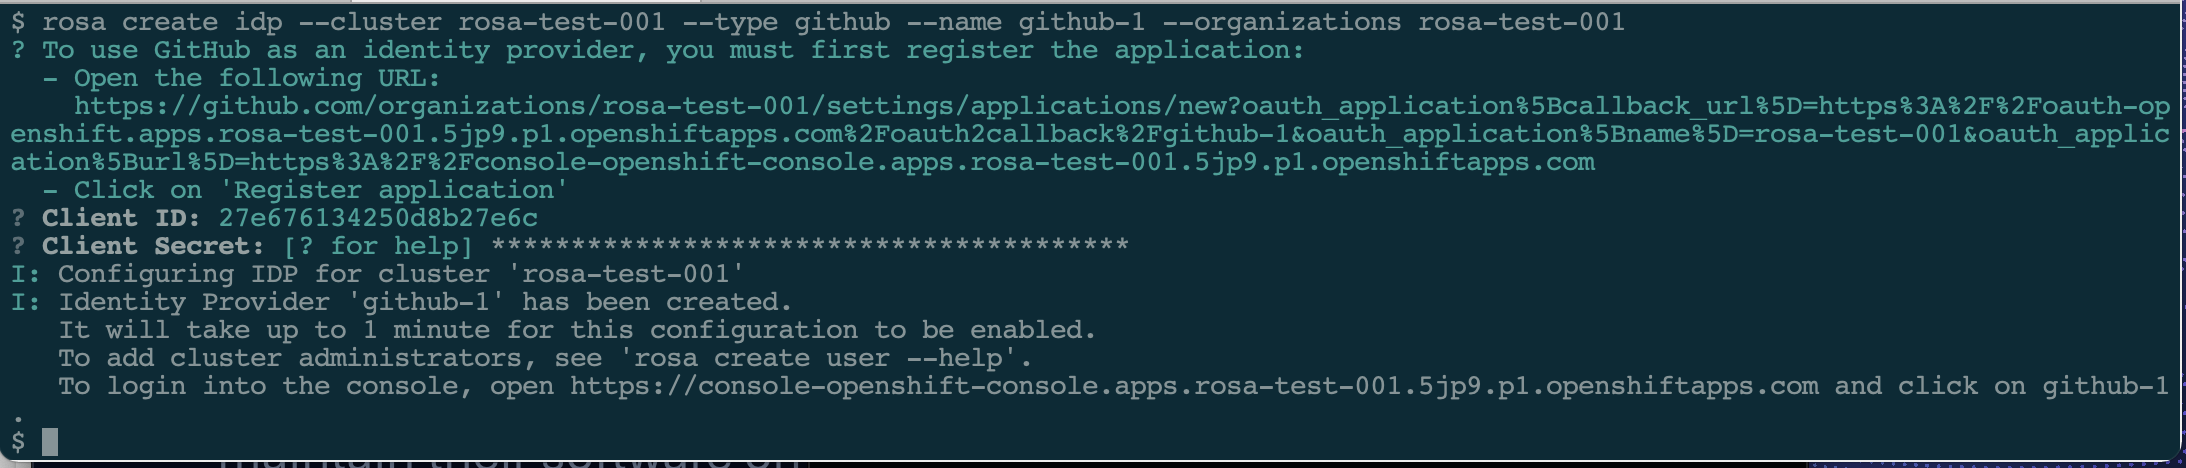 $ rosa create idp --cluster rosa-test-001 --type github --name github-1 --organizations rosa-test-001
? To use GitHub as an identity provider, you must first register the application:
  - Open the following URL:
    https://github.com/organizations/rosa-test-001/settings/applications/new?oauth_application%5Bcallback_url%5D=https%3A%2F%2Foauth-op
enshift.apps.rosa-test-001.5jp9.p1.openshiftapps.com%2Foauth2callback%2Fgithub-1&oauth_application%5Bname%5D=rosa-test-001&oauth_applic
ation%5Burl%5D=https%3A%2F%2Fconsole-openshift-console.apps.rosa-test-001.5jp9.p1.openshiftapps.com
  - Click on 'Register application'
? Client ID: 27e676134250d8b27e6c
? Client Secret: [? for help] ****************************************
I: Configuring IDP for cluster 'rosa-test-001'
I: Identity Provider 'github-1' has been created.
   It will take up to 1 minute for this configuration to be enabled.
   To add cluster administrators, see 'rosa create user --help'.
   To login into the console, open https://console-openshift-console.apps.rosa-test-001.5jp9.p1.openshiftapps.com and click on github-1
.
$
maintain their software on